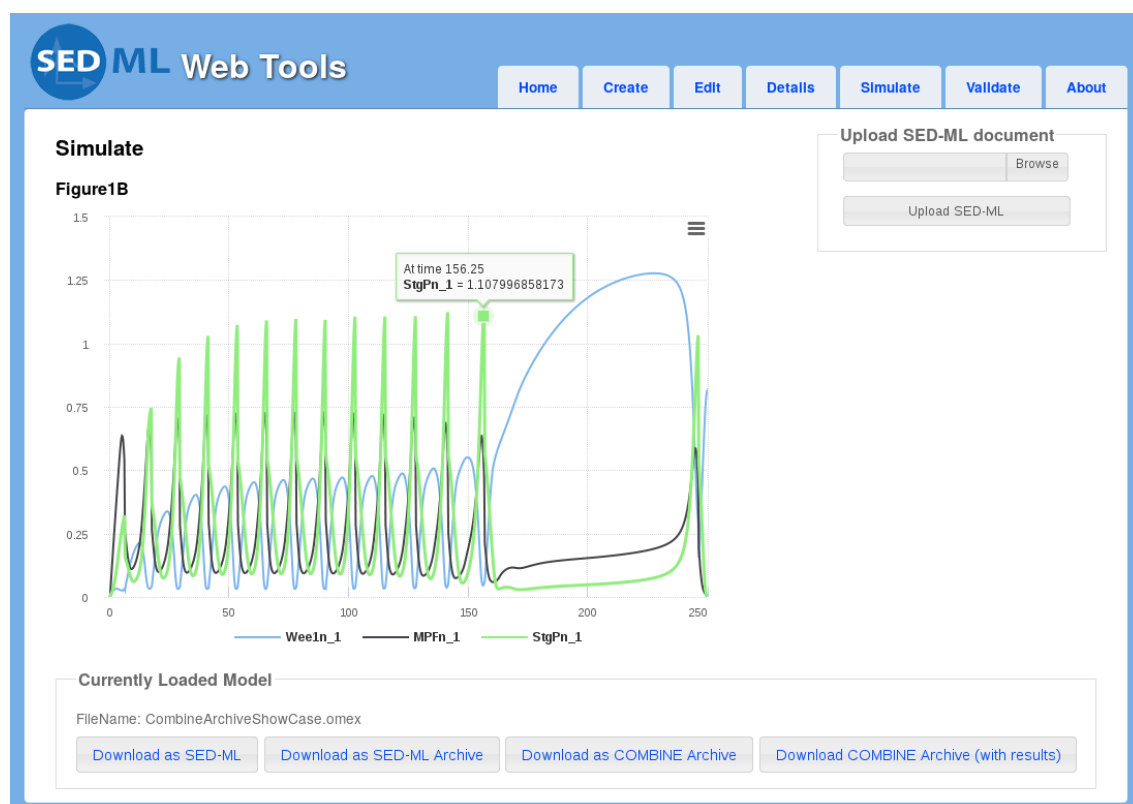 SED ML Web Tools
Home Create Edit Details Simulate Validate About
Simulate
Upload SED-ML document
Browse
Upload SED-ML
Figure1B
1.5
1.25
1
0.75
0.5
0.25
0
At time 156.25
StgPn_1 = 1.107996858173
0 50 100 150 200 250
Wee1n_1 MPFn_1 StgPn_1
Currently Loaded Model
FileName: CombineArchiveShowCase.omex
Download as SED-ML Download as SED-ML Archive Download as COMBINE Archive Download COMBINE Archive (with results)